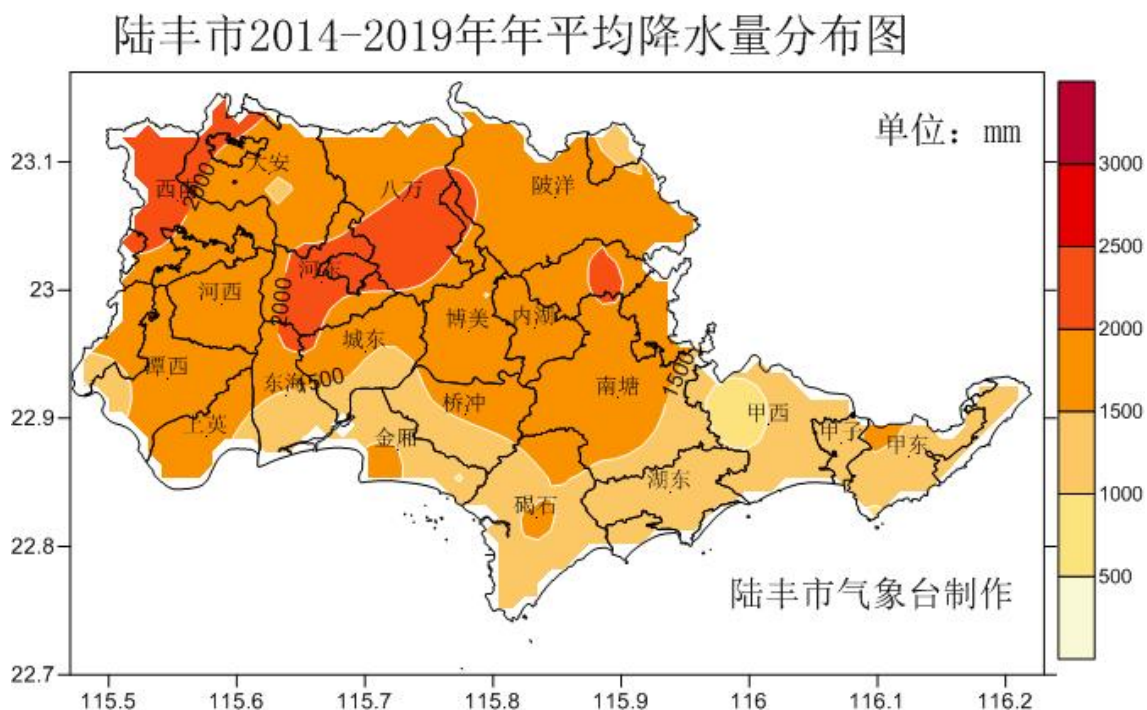 陆丰市2014-2019年年平均降水量分布图
单位：mm
23.1
23
22.9
22.8
22.7
115.5
115.6
115.7
115.8
115.9
116
116.1
116.2
3000
2500
2000
1500
1000
500
大安
西南
2000
八万
陂洋
河东
河西
2000
博美
内湖
城东
潭西
东海
1500
南塘
1500
桥冲
上英
金厢
甲西
甲子
甲东
湖东
碣石
陆丰市气象台制作